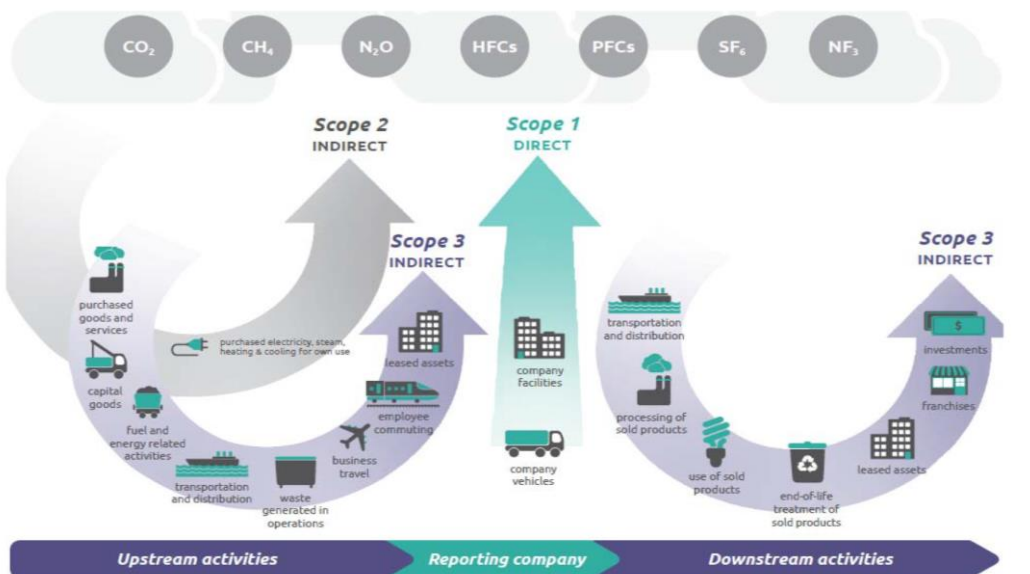 CO₂
CH₄
N₂O
HFCs
PFCs
SF₆
NF₃
Scope 2
INDIRECT
Scope 1
DIRECT
Scope 3
INDIRECT
Scope 3
INDIRECT
purchased
goods and
services
capital
goods
fuel and
energy related
activities
transportation
and distribution
waste
generated in
operations
business
travel
employee
commuting
leased assets
purchased electricity, steam,
heating & cooling for own use
company
facilities
company
vehicles
transportation
and distribution
processing of
sold products
use of sold
products
end-of-life
treatment of
sold products
leased assets
franchises
$
investments
Upstream activities
Reporting company
Downstream activities